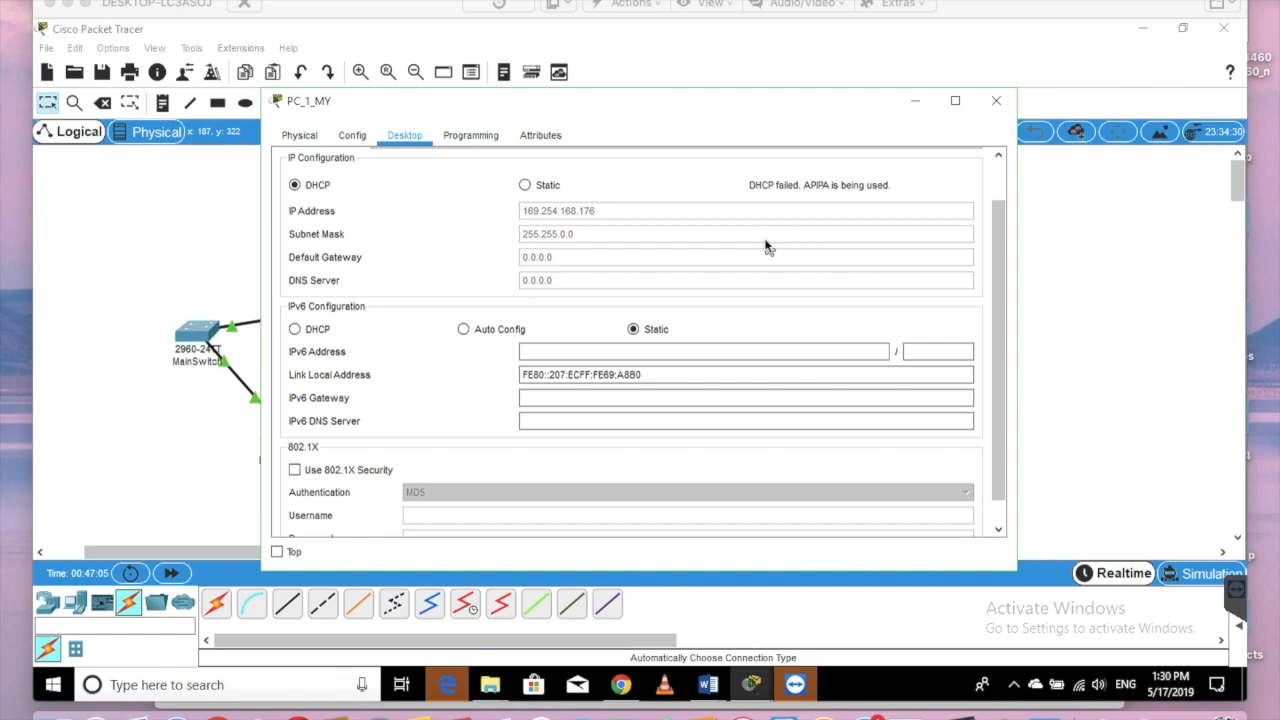 DESKTOP-LC3ASOJ
Actions
View
Audio/Video
Extras
Cisco Packet Tracer
File Edit Options View Tools Extensions Help
?
PC_1_MY
Logical
Physical x: 187, y: 322
23:34:30
Physical Config Desktop Programming Attributes
IP Configuration
DHCP Static DHCP failed. APIPA is being used.
IP Address 169.254.168.176
Subnet Mask 255.255.0.0
Default Gateway 0.0.0.0
DNS Server 0.0.0.0
IPv6 Configuration
DHCP Auto Config Static
IPv6 Address /
Link Local Address FE80::207:ECFF:FE69:A8B0
IPv6 Gateway
IPv6 DNS Server
802.1X
Use 802.1X Security
Authentication MD5
Username
Top
2960-24TT
MainSwitch
Time: 00:47:05
Realtime
Simulation
Activate Windows
Go to Settings to activate Windows.
Automatically Choose Connection Type
Type here to search
ENG
1:30 PM
5/17/2019